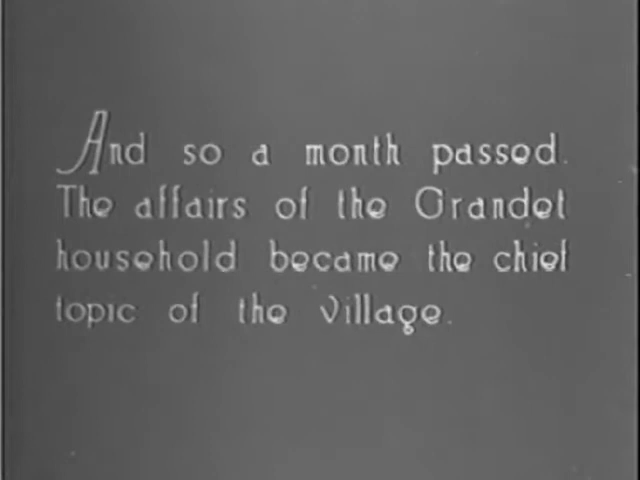 And so a month passed.
The affairs of the Grandet
household became the chief
topic of the village.